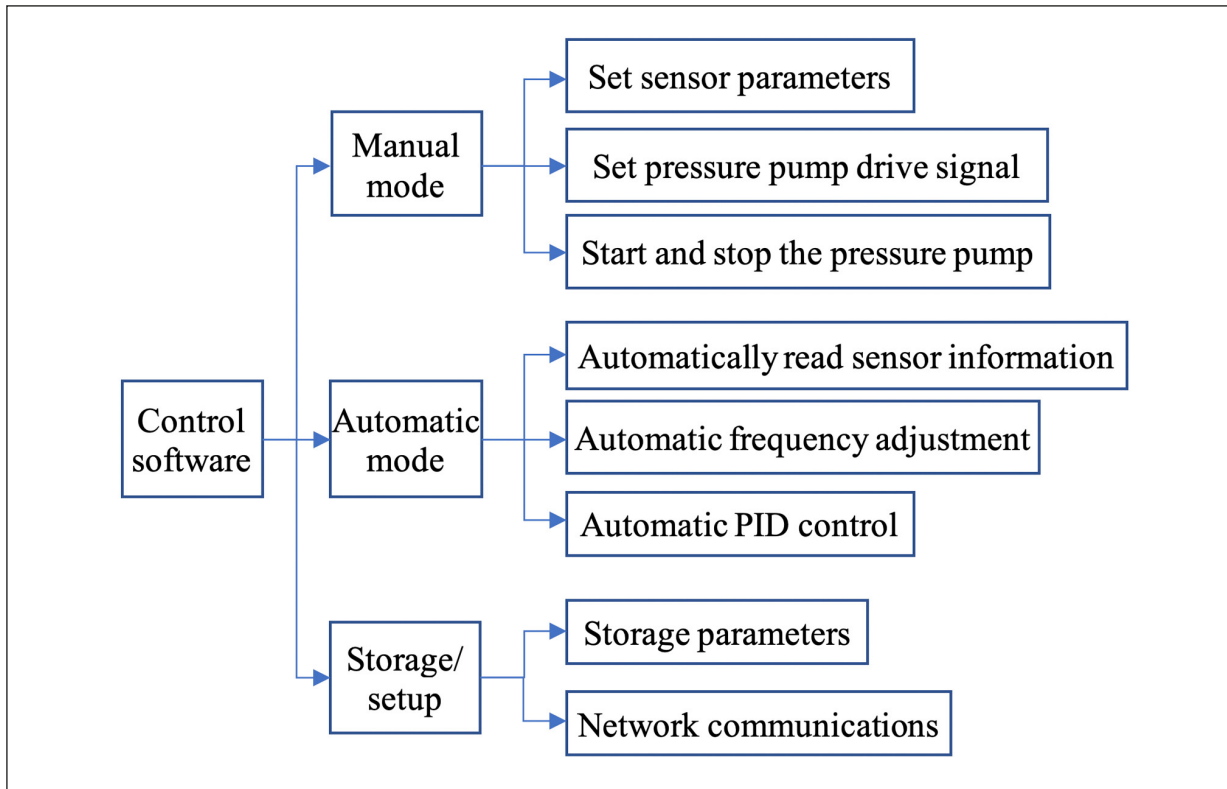 Set sensor parameters
Manual
mode
Set pressure pump drive signal
Start and stop the pressure pump
Automatically read sensor information
Control
software
Automatic
mode
Automatic frequency adjustment
Automatic PID control
Storage parameters
Storage/
setup
Network communications